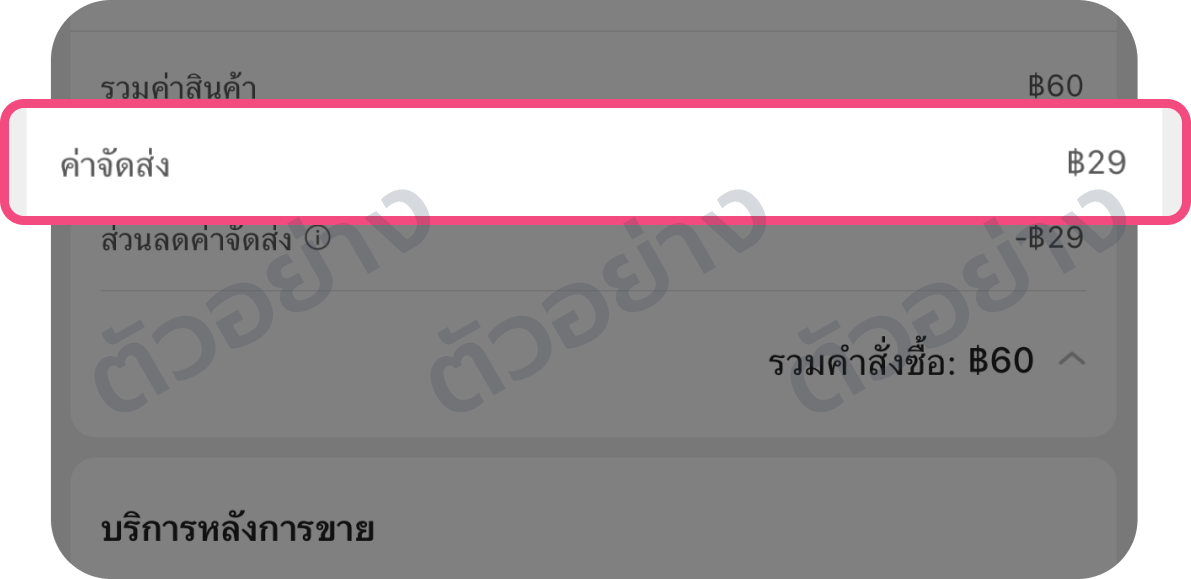 รวมค่าสินค้า ฿60
ค่าจัดส่ง ฿29
ส่วนลดค่าจัดส่ง -฿29
รวมคำสั่งซื้อ: ฿60
บริการหลังการขาย
ตัวอย่าง ตัวอย่าง ตัวอย่าง